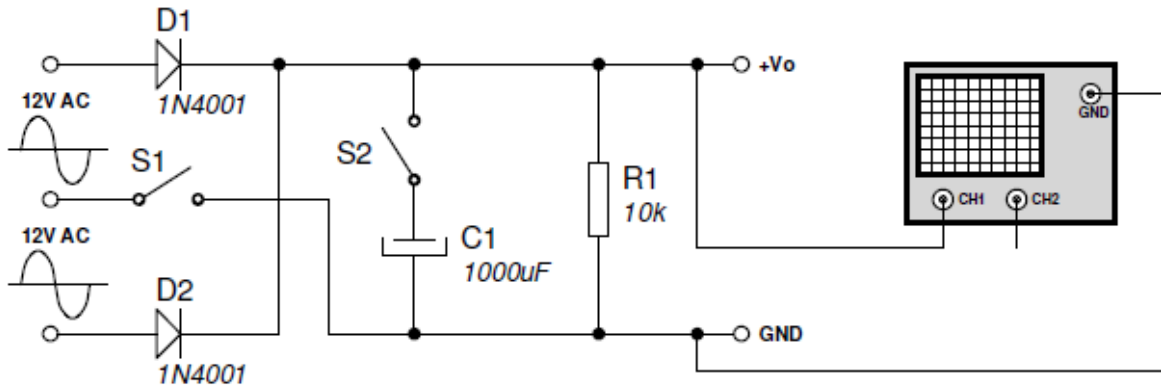 D1
1N4001
12V AC
S1
12V AC
D2
1N4001
S2
C1
1000uF
R1
10k
+Vo
GND
GND
CH1
CH2